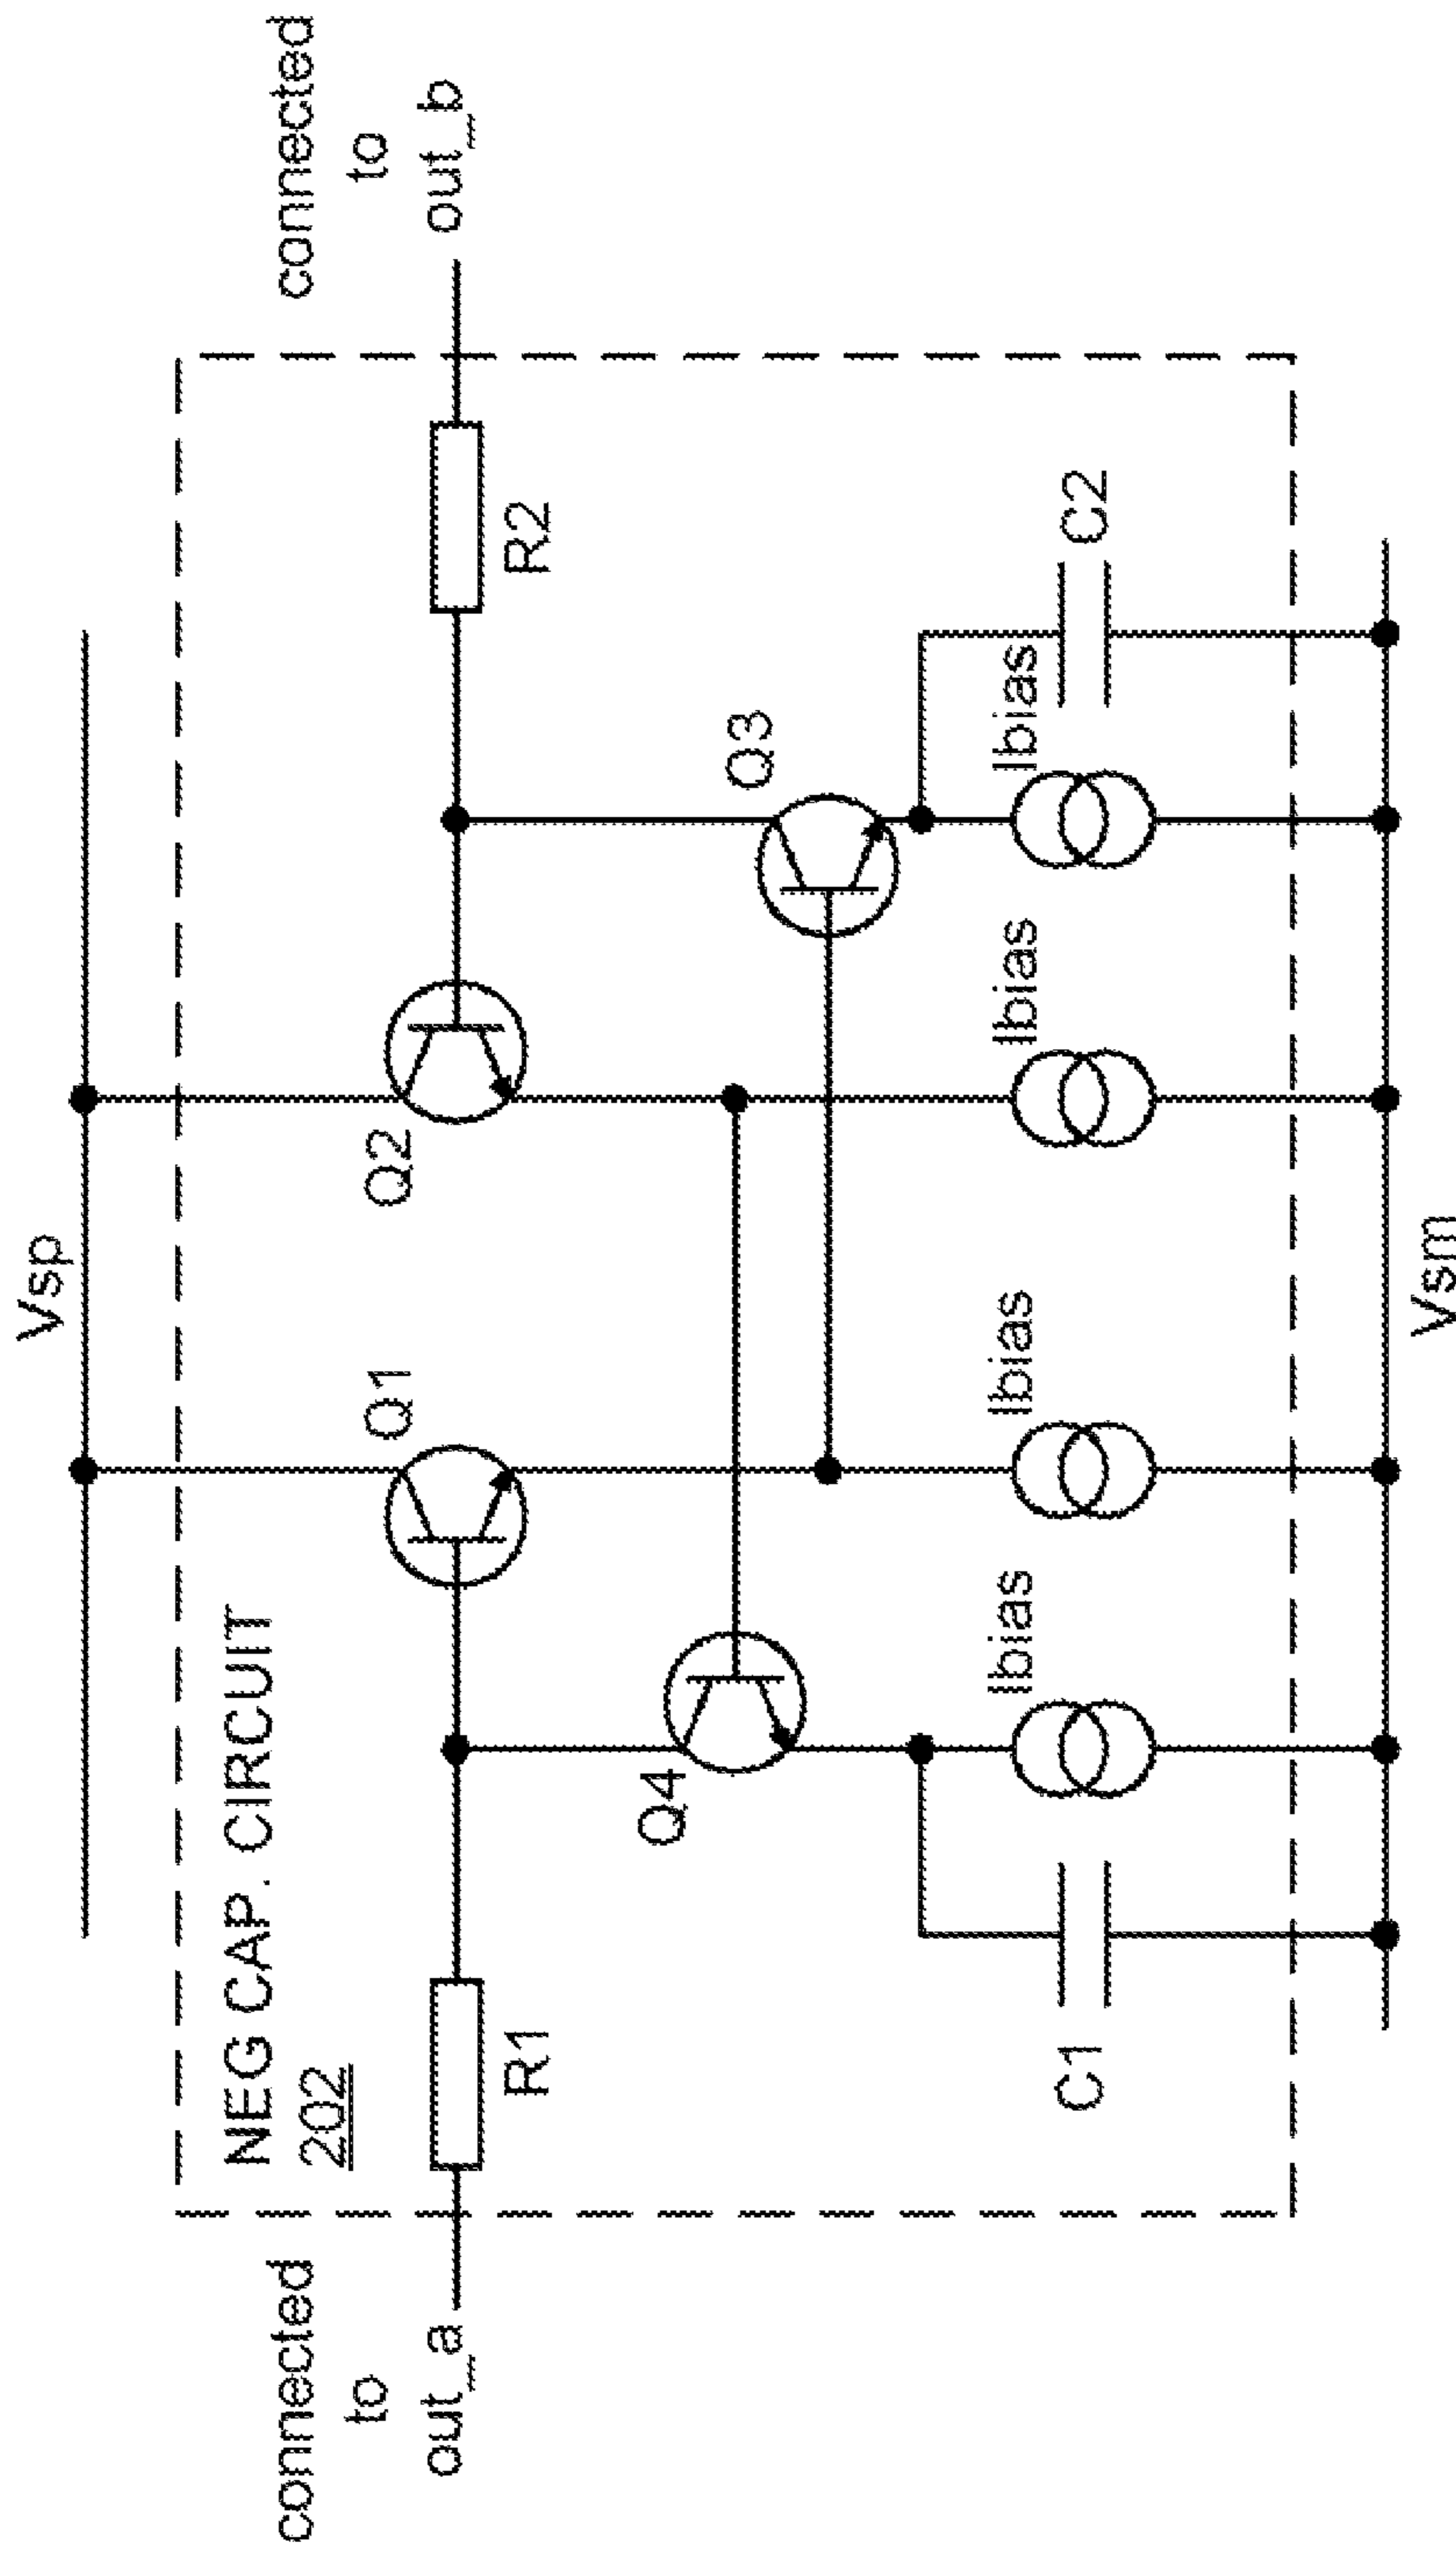 Vsp
NEG CAP. CIRCUIT
202
connected
to
out_a
connected
to
out_b
R1
R2
Q1
Q2
Q4
Q3
C1
Ibias
Ibias
Ibias
Ibias
C2
Vsm